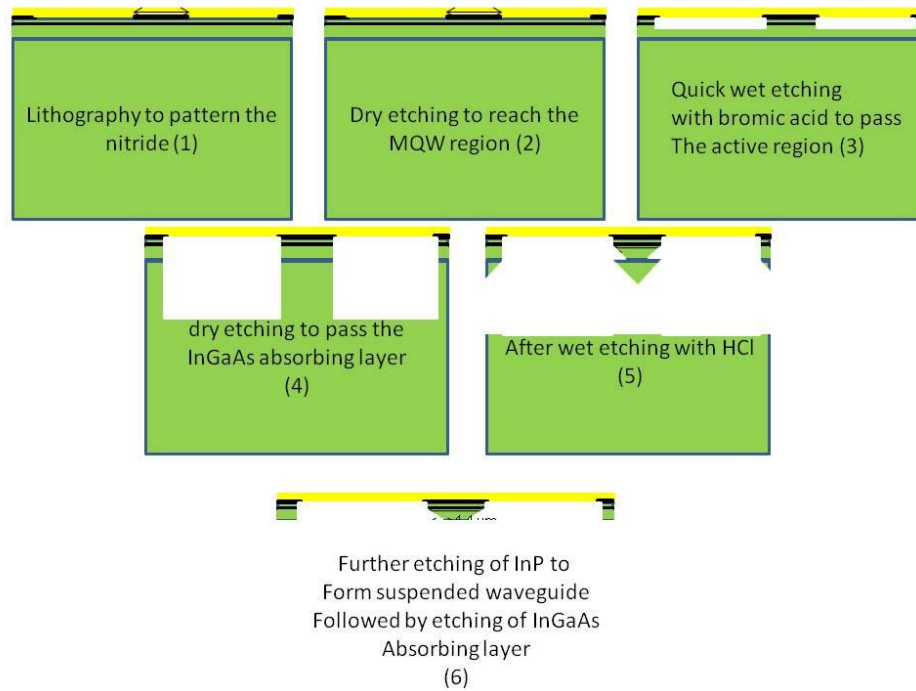 Lithography to pattern the
nitride (1)
Dry etching to reach the
MQW region (2)
Quick wet etching
with bromic acid to pass
The active region (3)
dry etching to pass the
InGaAs absorbing layer
(4)
After wet etching with HCl
(5)
Further etching of InP to
Form suspended waveguide
Followed by etching of InGaAs
Absorbing layer
(6)